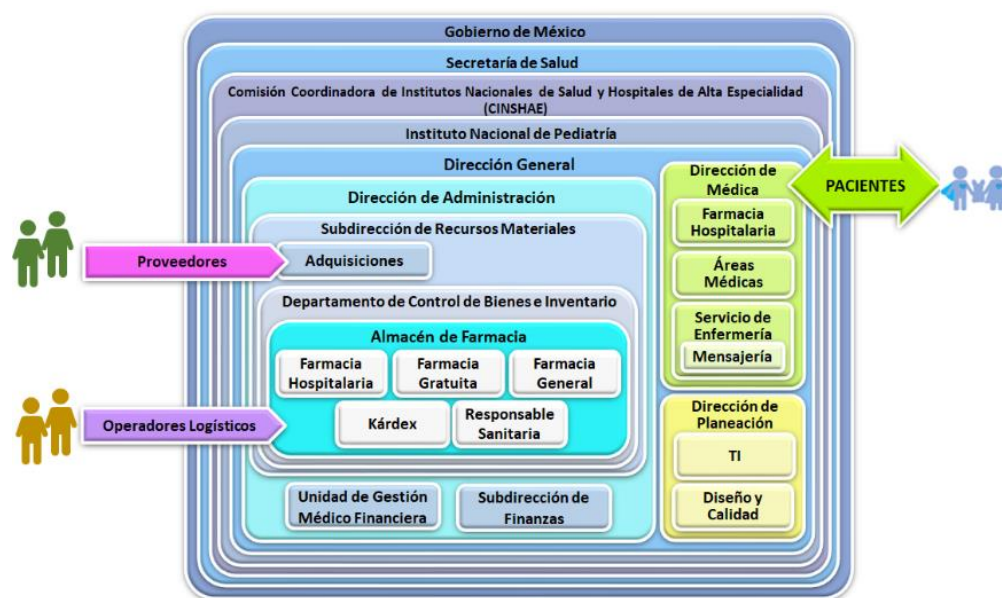 Gobierno de México
Secretaría de Salud
Comisión Coordinadora de Institutos Nacionales de Salud y Hospitales de Alta Especialidad
(CINSHAE)
Instituto Nacional de Pediatría
Dirección General
Dirección de Administración
Subdirección de Recursos Materiales
Proveedores
Adquisiciones
Departamento de Control de Bienes e Inventario
Almacén de Farmacia
Farmacia
Hospitalaria
Farmacia
Gratuita
Farmacia
General
Operadores Logísticos
Kárdex
Responsable
Sanitaria
Unidad de Gestión
Médico Financiera
Subdirección de
Finanzas
Dirección de
Médica
PACIENTES
Farmacia
Hospitalaria
Áreas
Médicas
Servicio de
Enfermería
Mensajería
Dirección de
Planeación
TI
Diseño y
Calidad